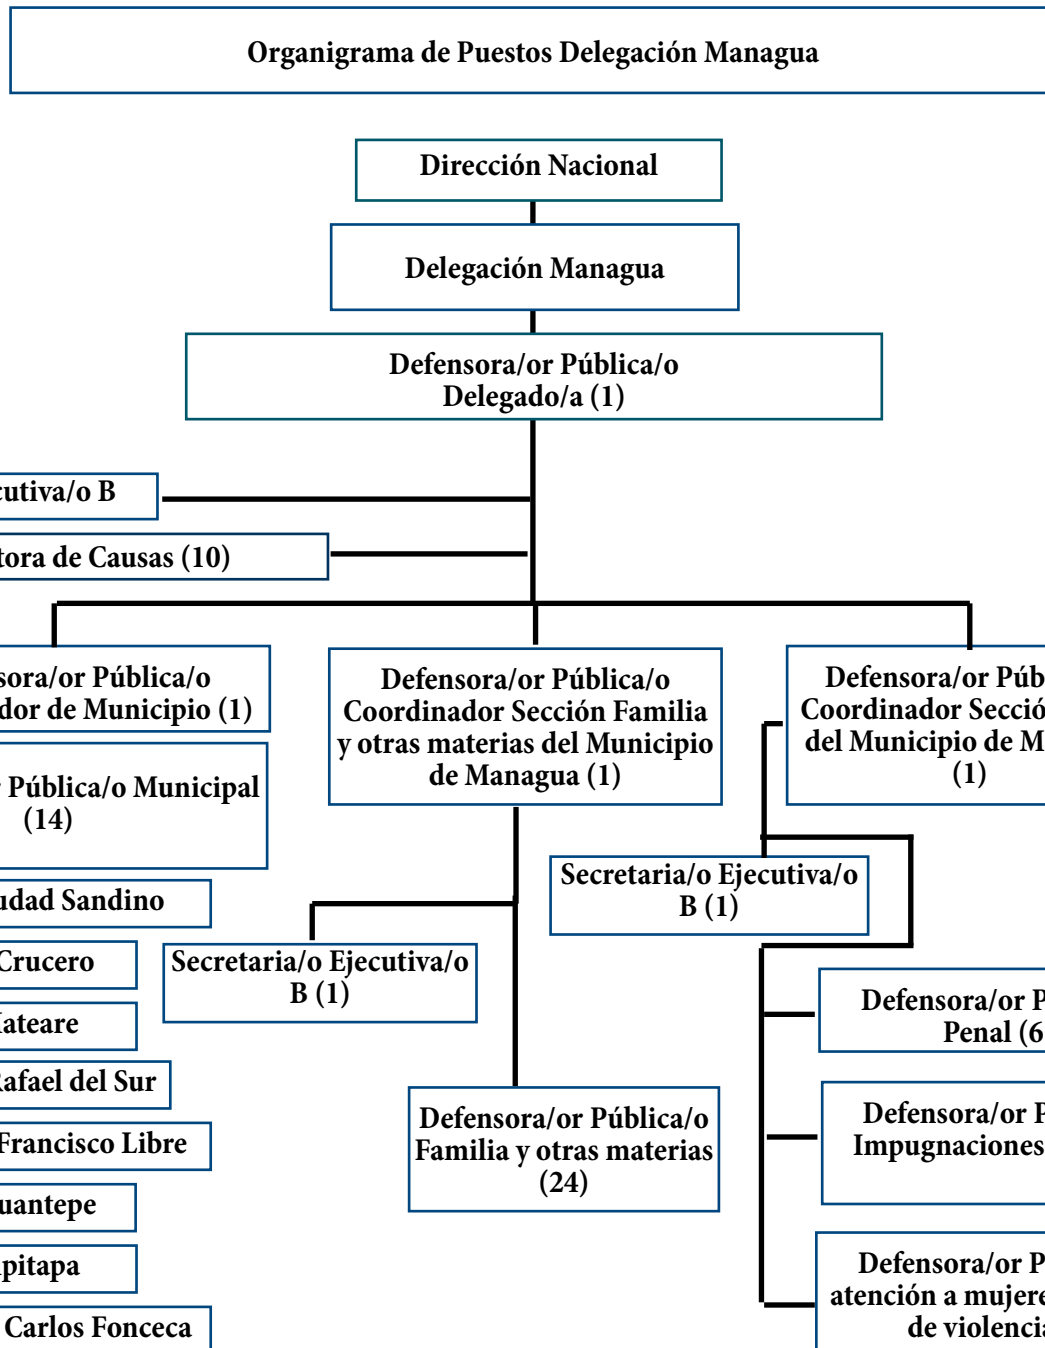 Organigrama de Puestos Delegación Managua
Dirección Nacional
Delegación Managua
Defensora/or Pública/o
Delegado/a (1)
cutiva/o B
tora de Causas (10)
sora/or Pública/o
dor de Municipio (1)
Pública/o Municipal
(14)
udad Sandino
Crucero
ateare
Rafael del Sur
Francisco Libre
uantepe
pitapa
Carlos Fonceca
Defensora/or Pública/o
Coordinador Sección Familia
y otras materias del Municipio
de Managua (1)
Secretaria/o Ejecutiva/o
B (1)
Defensora/or Pública/o
Familia y otras materias
(24)
Defensora/or Púb
Coordinador Secció
del Municipio de M
(1)
Secretaria/o Ejecutiva/o
B (1)
Defensora/or P
Penal (6
Defensora/or P
Impugnaciones
Defensora/or P
atención a mujere
de violencia